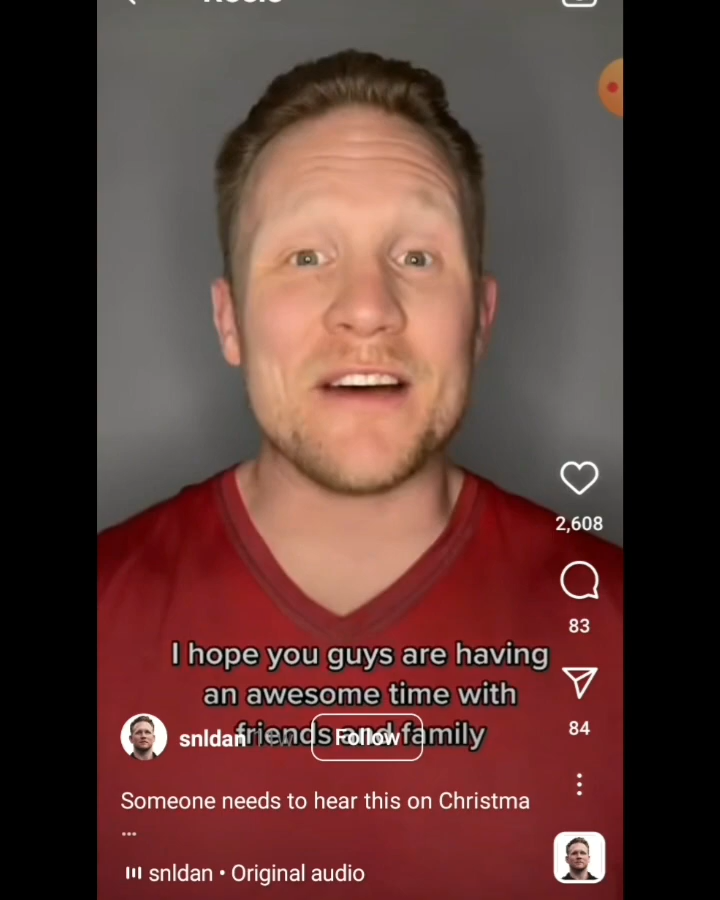 2,608
83
I hope you guys are having
an awesome time with
friends and family
84
snldan
Follow
Someone needs to hear this on Christma
...
snldan • Original audio